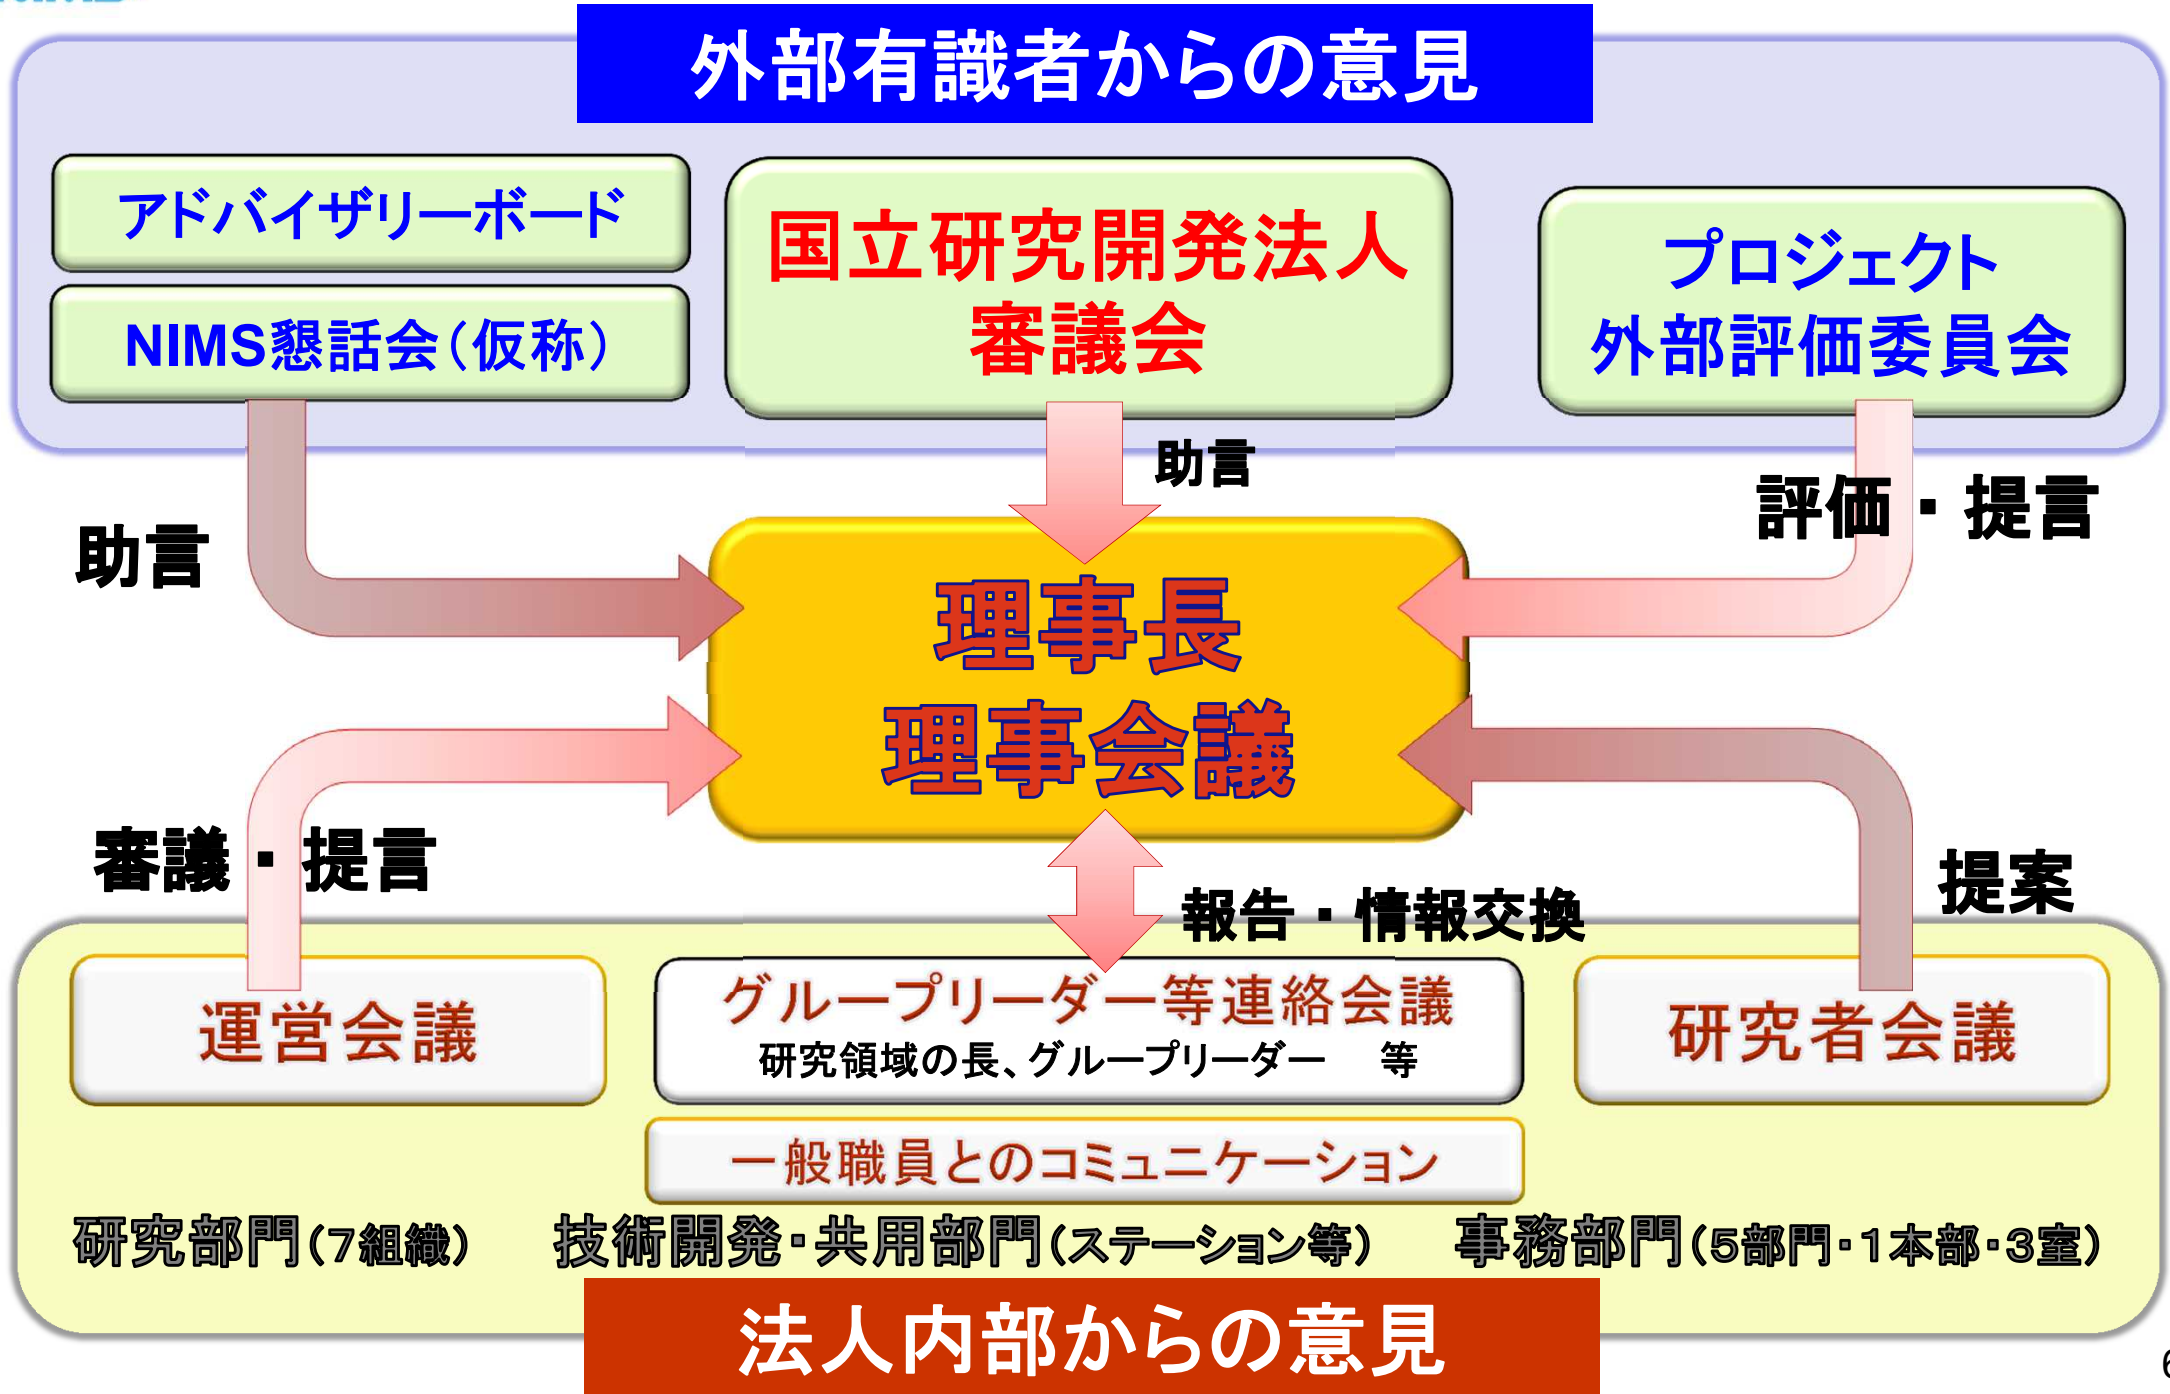 外部有識者からの意見
アドバイザリーボード
NIMS懇話会（仮称）
国立研究開発法人
審議会
プロジェクト
外部評価委員会
助言
助言
評価・提言
理事長
理事会議
審議・提言
報告・情報交換
提案
運営会議
グループリーダー等連絡会議
研究領域の長、グループリーダー　等
研究者会議
一般職員とのコミュニケーション
研究部門（7組織）
技術開発・共用部門（ステーション等）
事務部門（5部門・1本部・3室）
法人内部からの意見